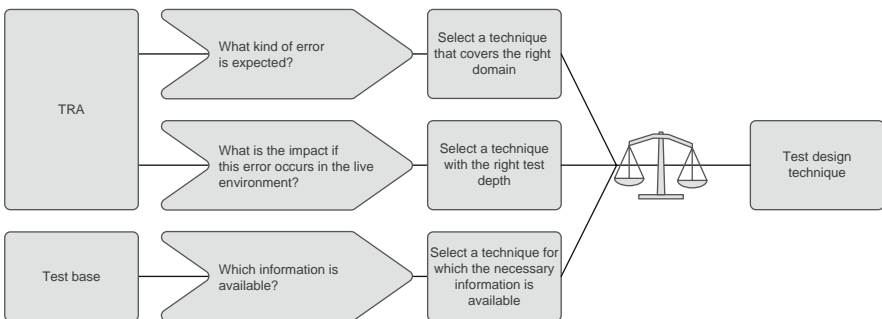 TRA
What kind of error
is expected?
Select a technique
that covers the right
domain
What is the impact if
this error occurs in the live
environment?
Select a technique
with the right test
depth
Test design
technique
Test base
Which information is
available?
Select a technique for
which the necessary
information is
available